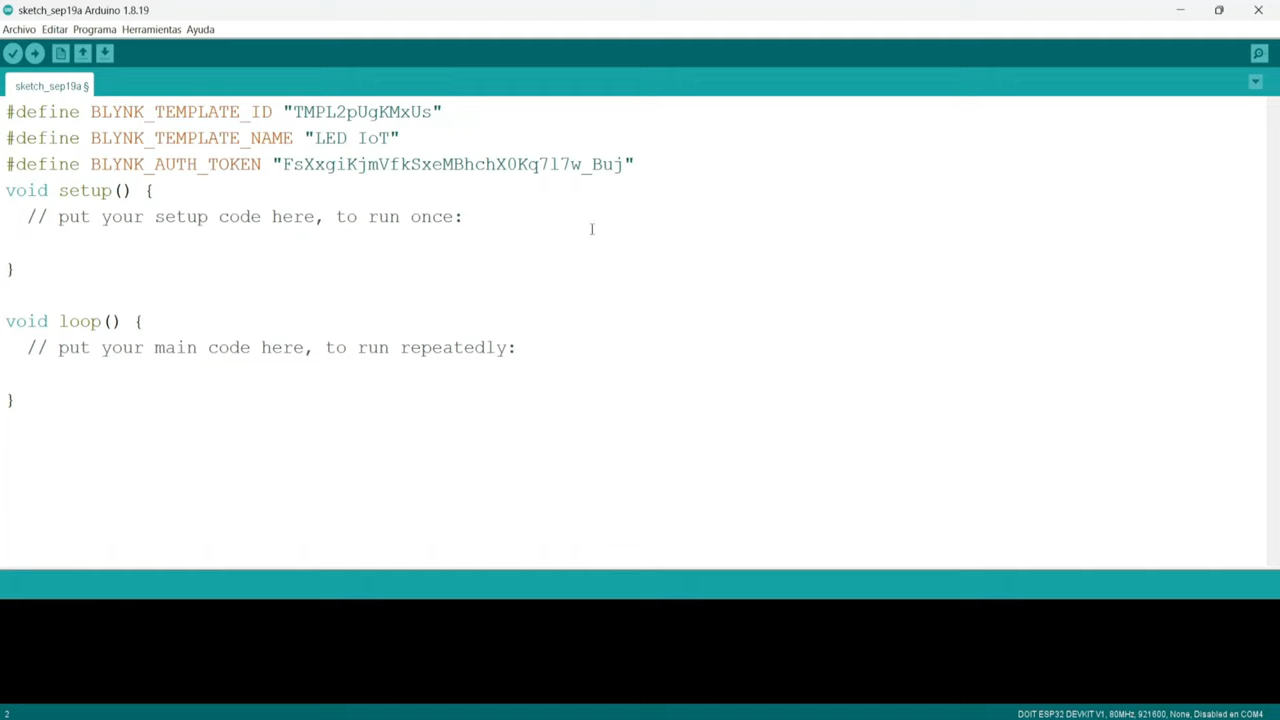 sketch_sep19a Arduino 1.8.19
Archivo Editar Programa Herramientas Ayuda
sketch_sep19a §
#define BLYNK_TEMPLATE_ID "TMPL2pUgKMxUs"
#define BLYNK_TEMPLATE_NAME "LED IoT"
#define BLYNK_AUTH_TOKEN "FsXxgiKjmVfkSxeMBhchX0Kq7l7w_Buj"
void setup() {
  // put your setup code here, to run once:
}
void loop() {
  // put your main code here, to run repeatedly:
}
2
DOIT ESP32 DEVKIT V1, 80MHz, 921600, None, Disabled en COM4